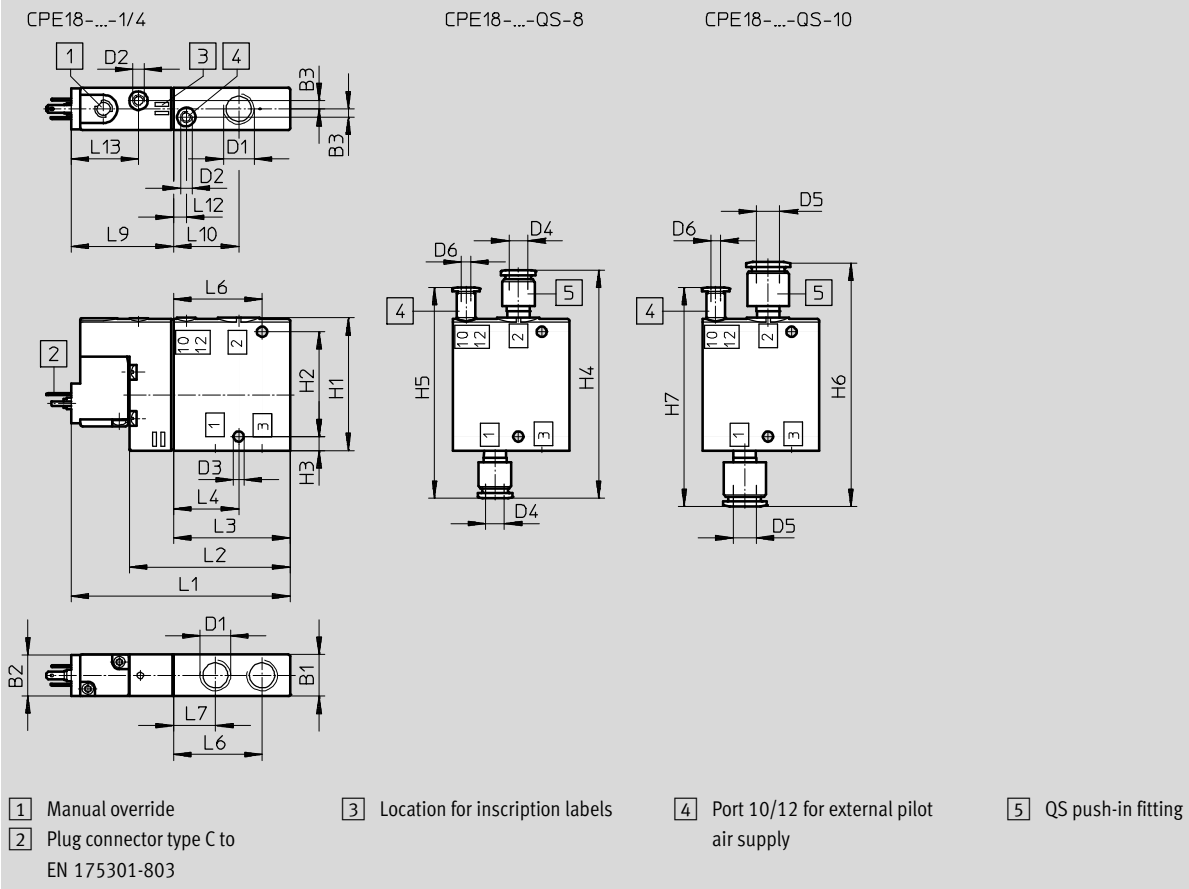 CPE18-...-1/4
CPE18-...-QS-8
CPE18-...-QS-10
1
D2
3
4
B3
B3
L13
D1
D2
L12
L9
L10
L6
2
10
12
2
H2
H1
1
3
H3
D3
L4
L3
L2
L1
D1
B2
B1
L7
L6
D4
D6
5
4
10
12
2
H5
H4
1
3
D4
D5
D6
5
4
10
12
2
H7
H6
1
3
D5
1 Manual override
2 Plug connector type C to
EN 175301-803
3 Location for inscription labels
4 Port 10/12 for external pilot
air supply
5 QS push-in fitting